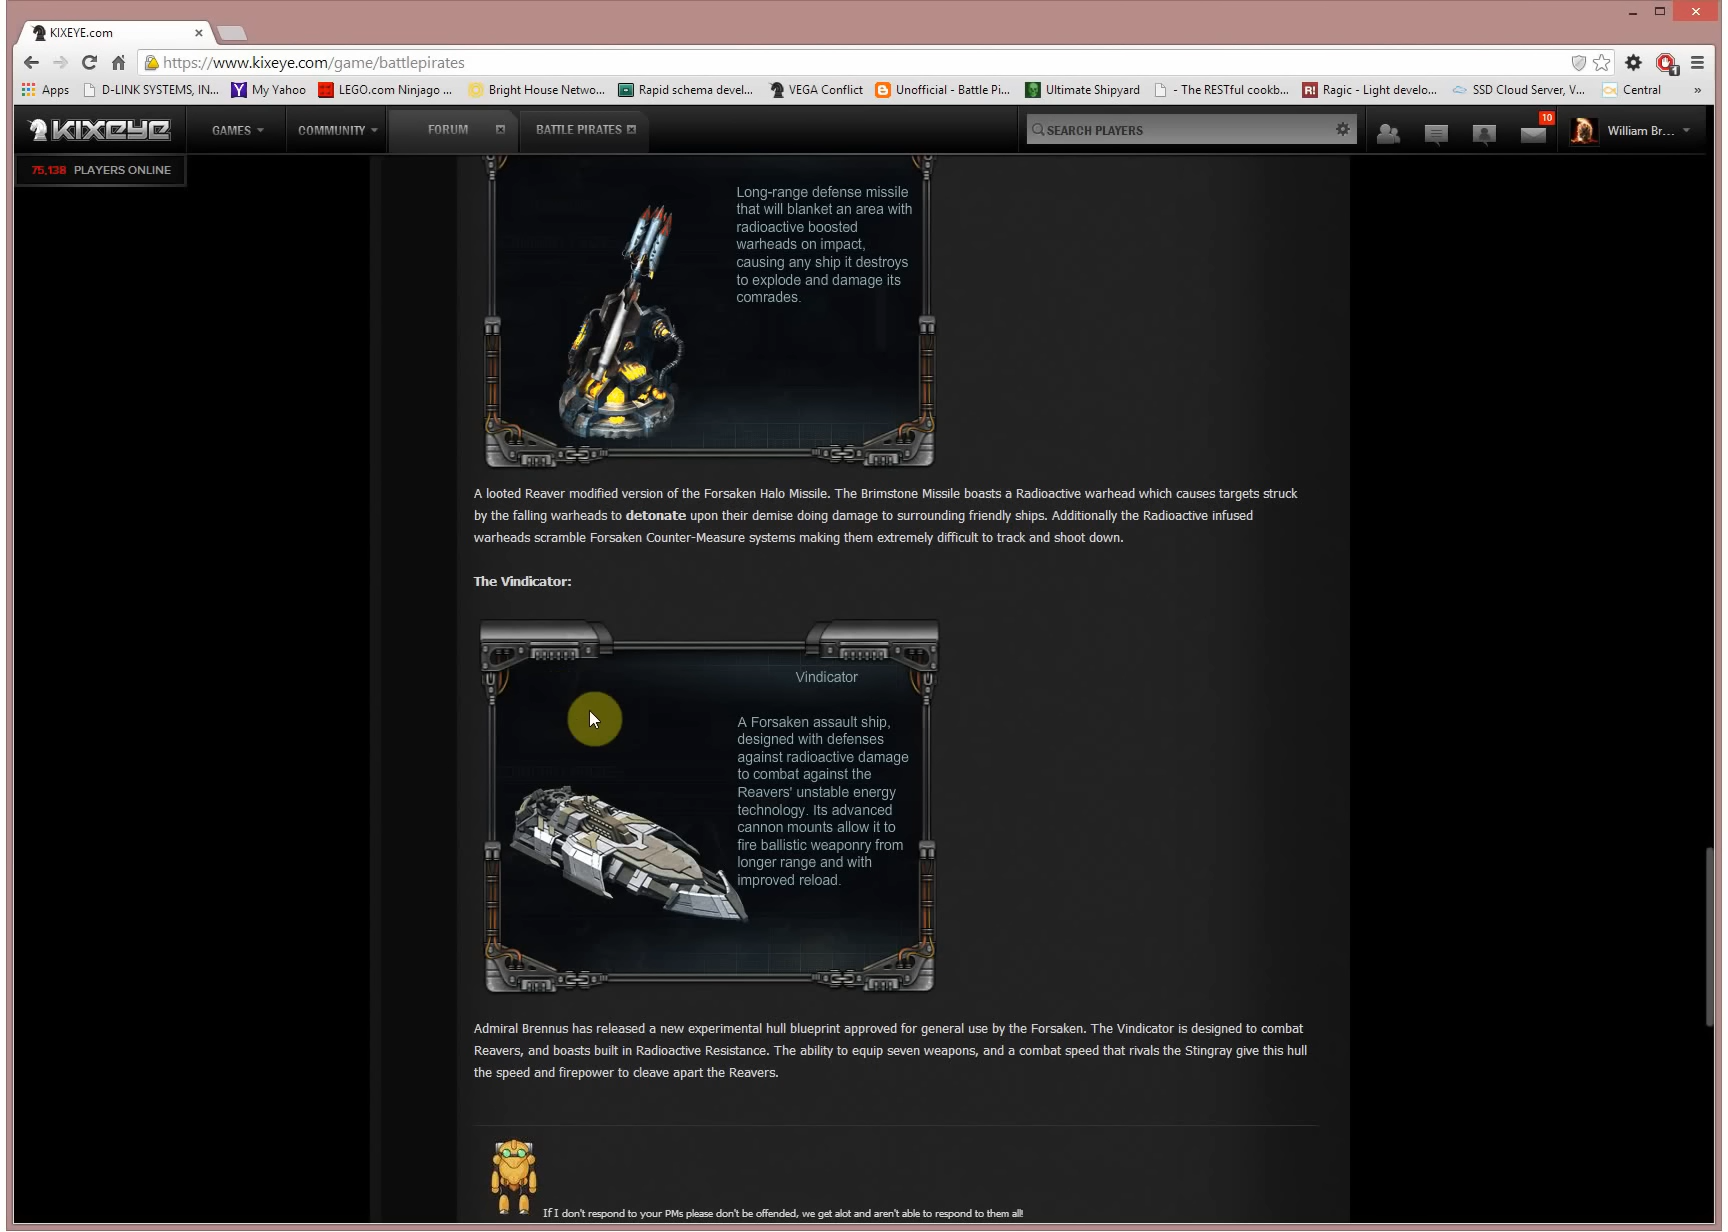 KIXEYE.com
https://www.kixeye.com/game/battlepirates
Apps
D-LINK SYSTEMS, IN...
My Yahoo
LEGO.com Ninjago ...
Bright House Netwo...
Rapid schema devel...
VEGA Conflict
Unofficial - Battle Pi...
Ultimate Shipyard
- The RESTful cookb...
Ragic - Light develo...
SSD Cloud Server, V...
Central
»
KIXEYE
GAMES
COMMUNITY
FORUM
BATTLE PIRATES
SEARCH PLAYERS
10
William Br...
75,138 PLAYERS ONLINE
Long-range defense missile
that will blanket an area with
radioactive boosted
warheads on impact,
causing any ship it destroys
to explode and damage its
comrades.
A looted Reaver modified version of the Forsaken Halo Missile. The Brimstone Missile boasts a Radioactive warhead which causes targets struck
by the falling warheads to detonate upon their demise doing damage to surrounding friendly ships. Additionally the Radioactive infused
warheads scramble Forsaken Counter-Measure systems making them extremely difficult to track and shoot down.
The Vindicator:
Vindicator
A Forsaken assault ship,
designed with defenses
against radioactive damage
to combat against the
Reavers' unstable energy
technology. Its advanced
cannon mounts allow it to
fire ballistic weaponry from
longer range and with
improved reload.
Admiral Brennus has released a new experimental hull blueprint approved for general use by the Forsaken. The Vindicator is designed to combat
Reavers, and boasts built in Radioactive Resistance. The ability to equip seven weapons, and a combat speed that rivals the Stingray give this hull
the speed and firepower to cleave apart the Reavers.
If I don't respond to your PMs please don't be offended, we get alot and aren't able to respond to them all!